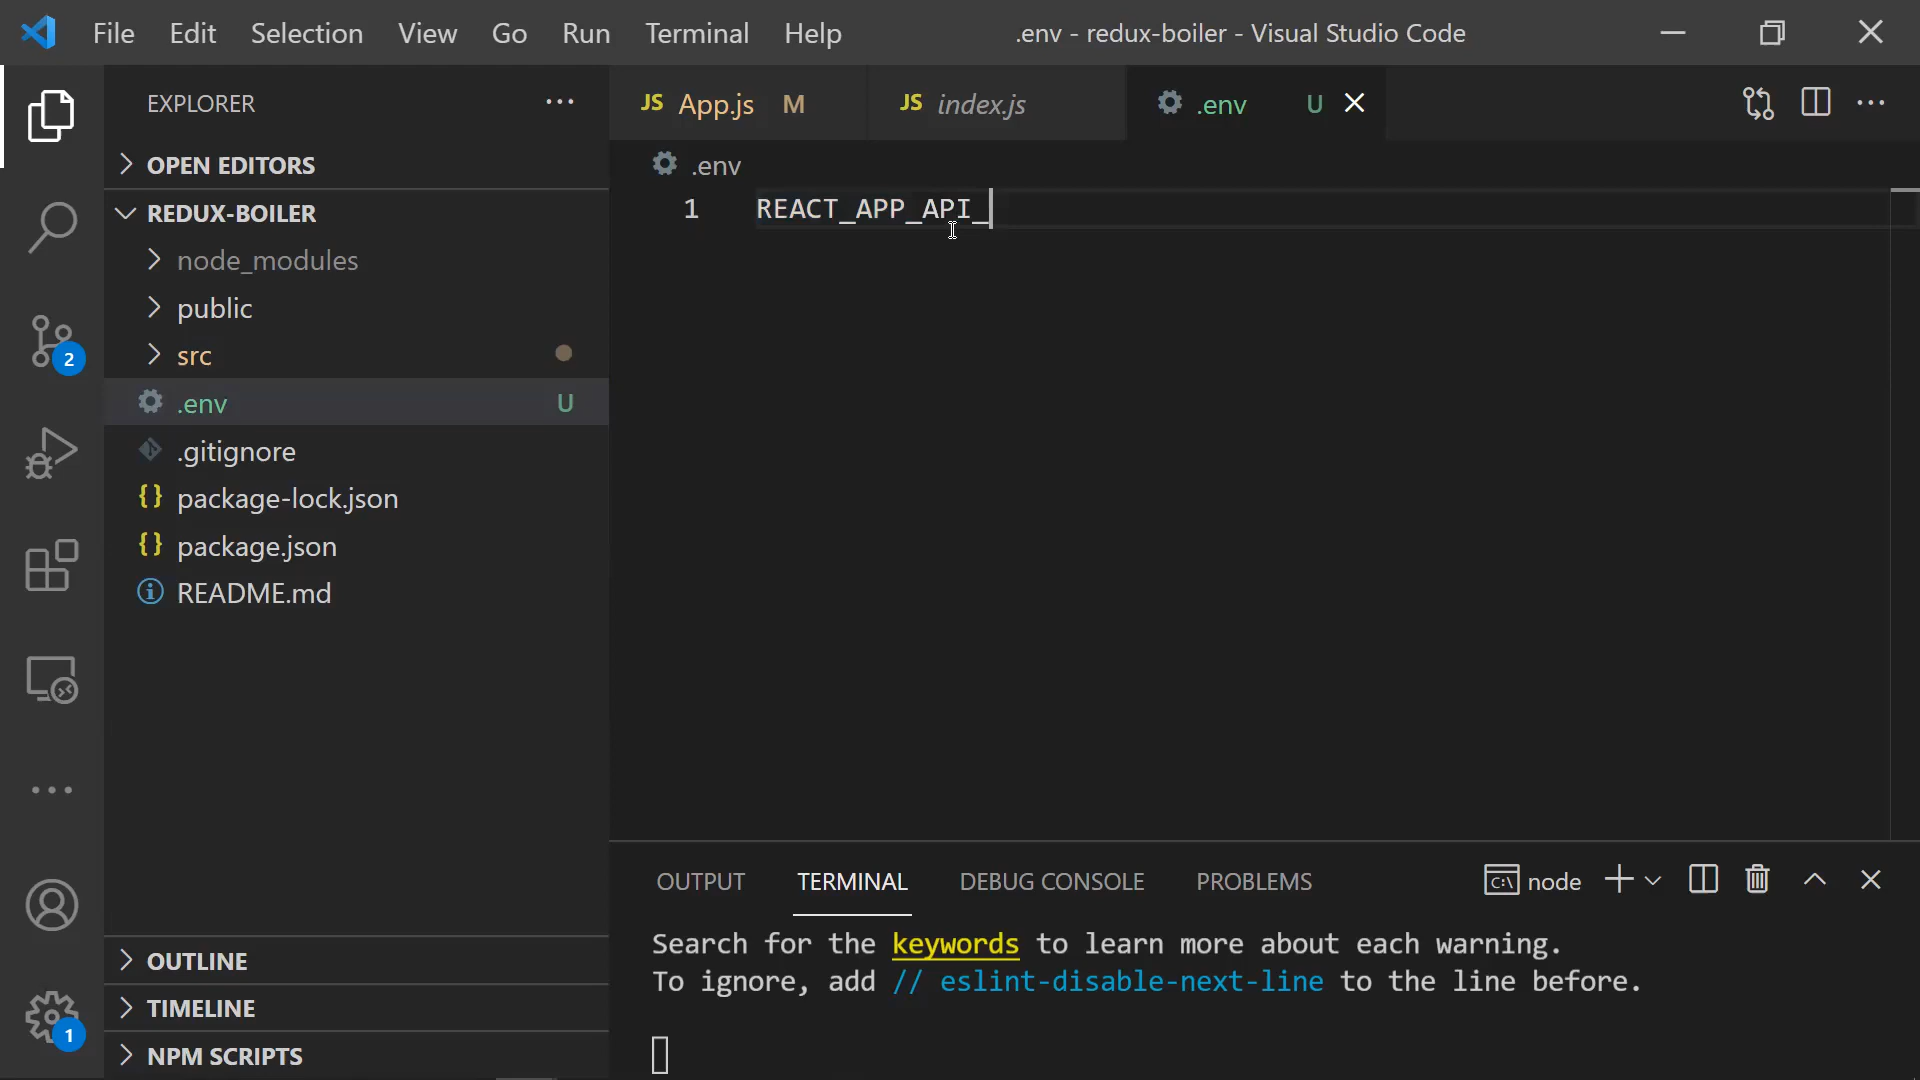 File Edit Selection View Go Run Terminal Help .env - redux-boiler - Visual Studio Code
EXPLORER
JS App.js M JS index.js .env U
OPEN EDITORS
.env
REDUX-BOILER
1 REACT_APP_API_
node_modules
public
src
.env U
.gitignore
{} package-lock.json
{} package.json
README.md
2
1
OUTPUT TERMINAL DEBUG CONSOLE PROBLEMS node
Search for the keywords to learn more about each warning.
To ignore, add // eslint-disable-next-line to the line before.
OUTLINE
TIMELINE
NPM SCRIPTS